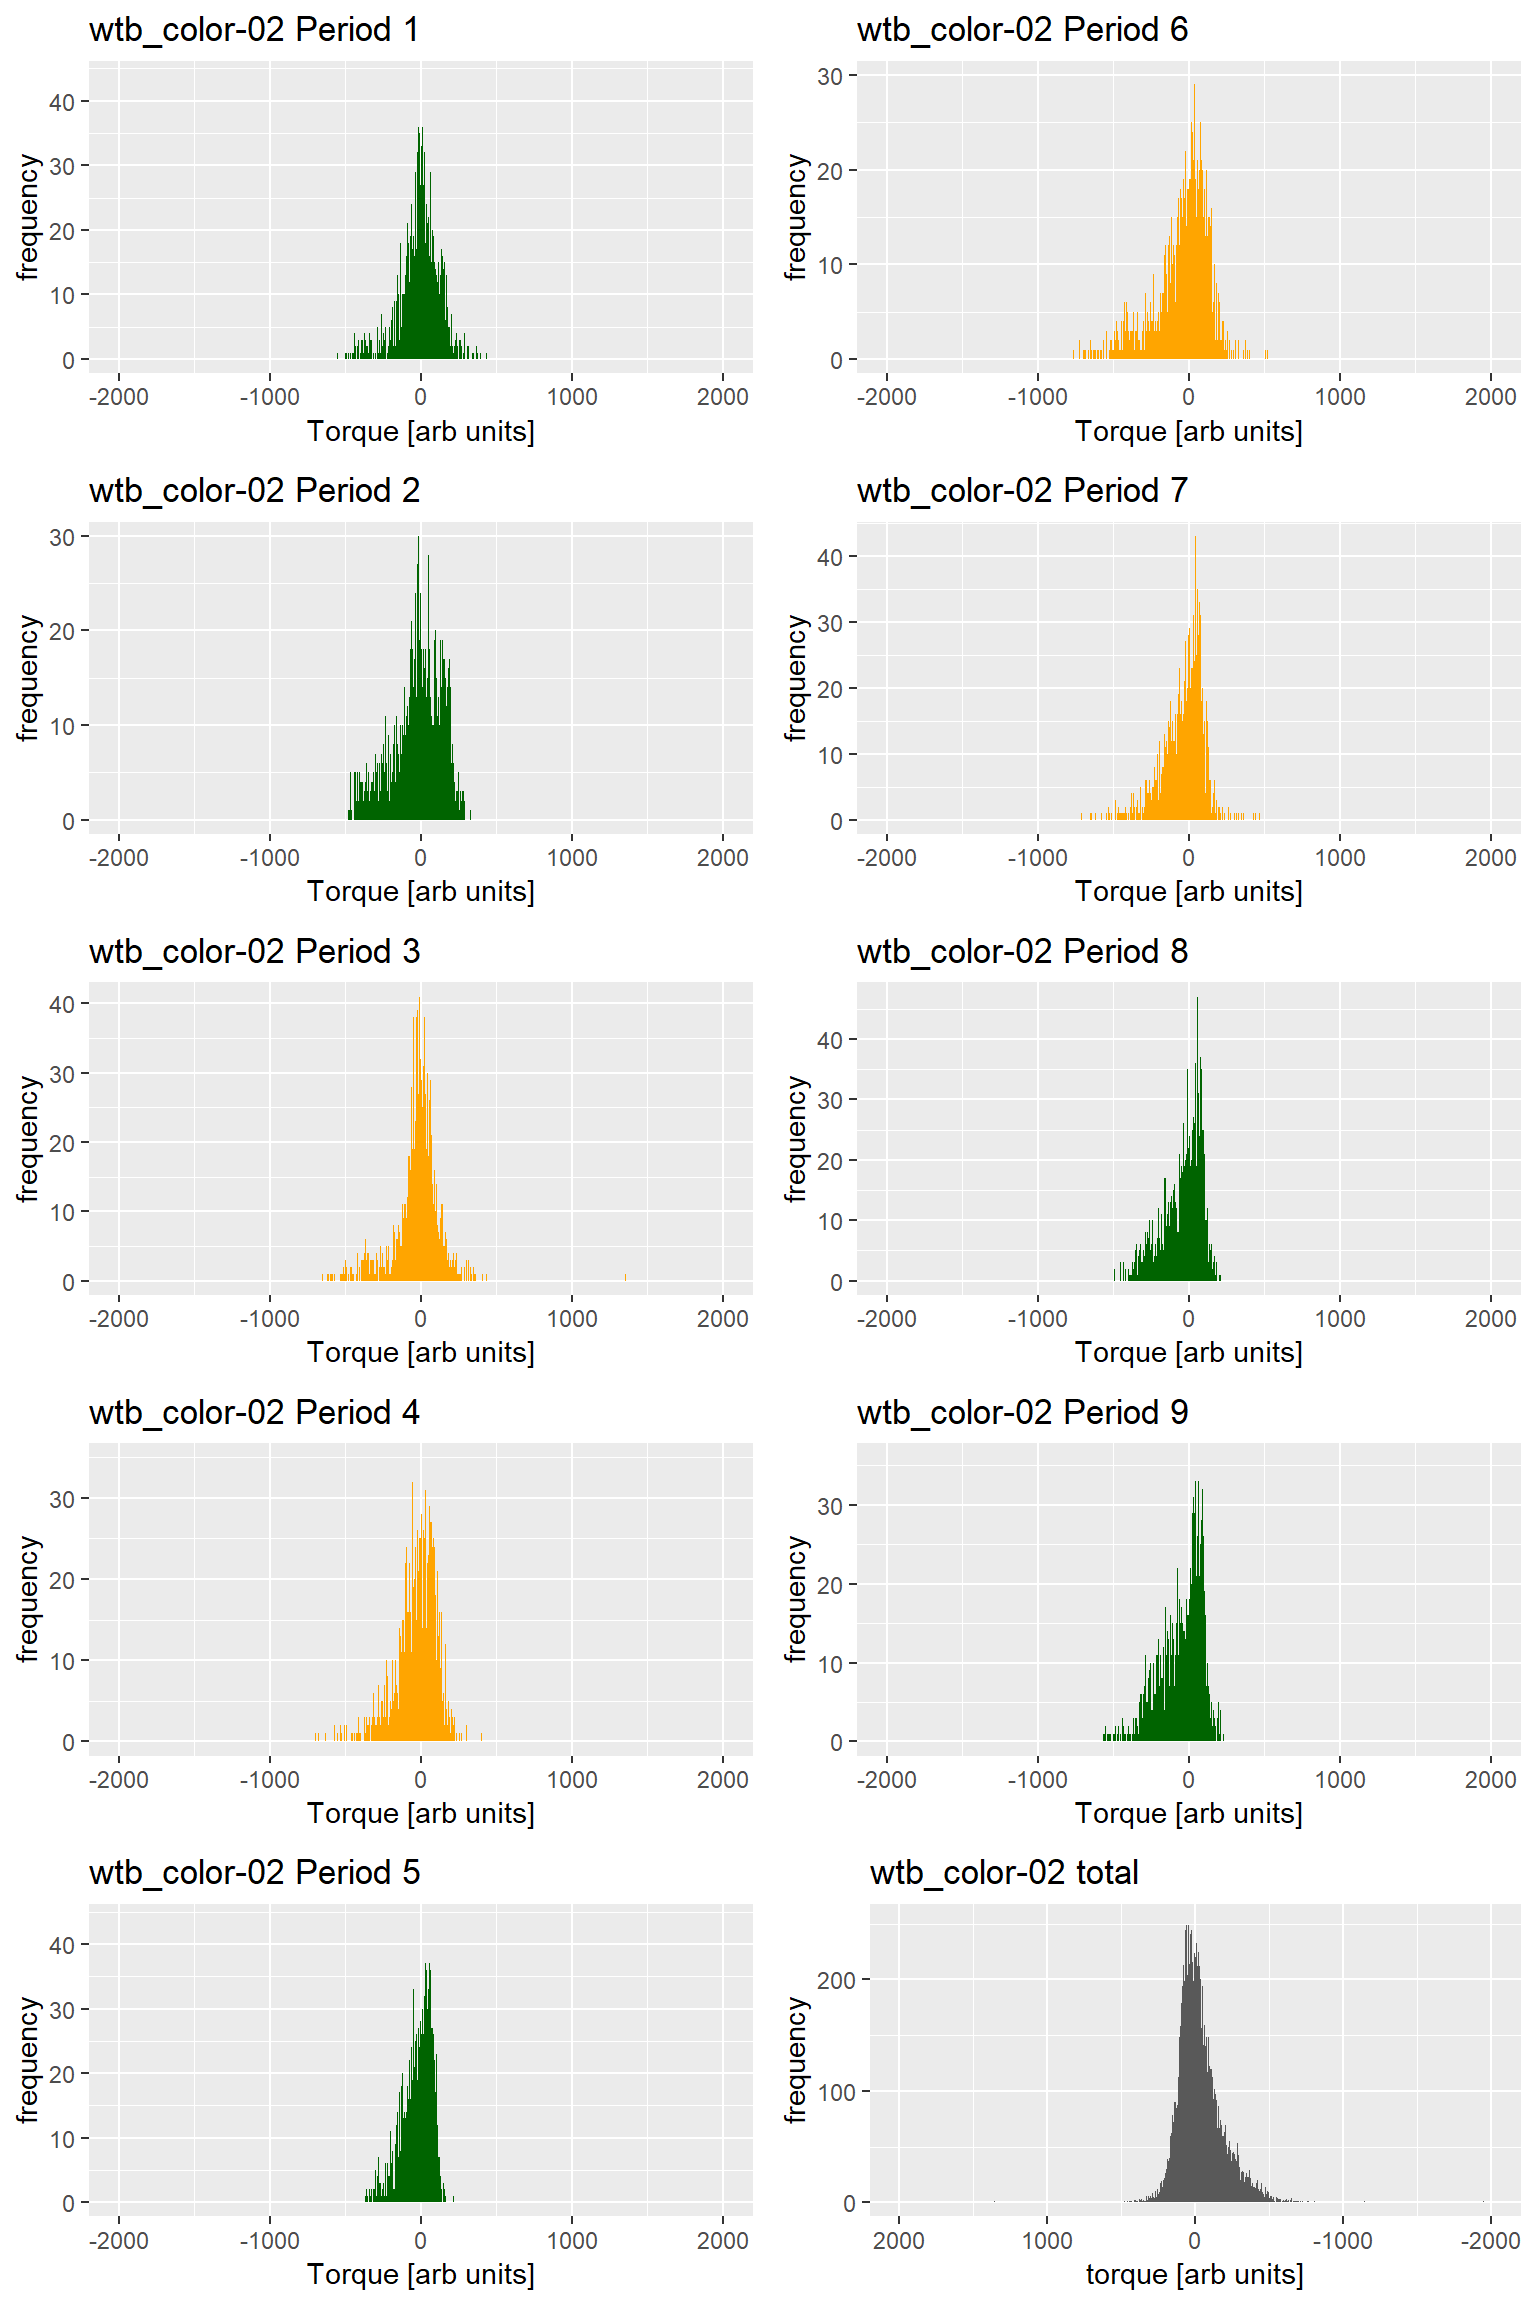 wtb_color-02 Period 1
frequency
40
30
20
10
0
-2000 -1000 0 1000 2000
Torque [arb units]
wtb_color-02 Period 6
frequency
30
20
10
0
-2000 -1000 0 1000 2000
Torque [arb units]
wtb_color-02 Period 2
frequency
30
20
10
0
-2000 -1000 0 1000 2000
Torque [arb units]
wtb_color-02 Period 7
frequency
40
30
20
10
0
-2000 -1000 0 1000 2000
Torque [arb units]
wtb_color-02 Period 3
frequency
40
30
20
10
0
-2000 -1000 0 1000 2000
Torque [arb units]
wtb_color-02 Period 8
frequency
40
30
20
10
0
-2000 -1000 0 1000 2000
Torque [arb units]
wtb_color-02 Period 4
frequency
30
20
10
0
-2000 -1000 0 1000 2000
Torque [arb units]
wtb_color-02 Period 9
frequency
30
20
10
0
-2000 -1000 0 1000 2000
Torque [arb units]
wtb_color-02 Period 5
frequency
40
30
20
10
0
-2000 -1000 0 1000 2000
Torque [arb units]
wtb_color-02 total
frequency
200
100
0
2000 1000 0 -1000 -2000
torque [arb units]